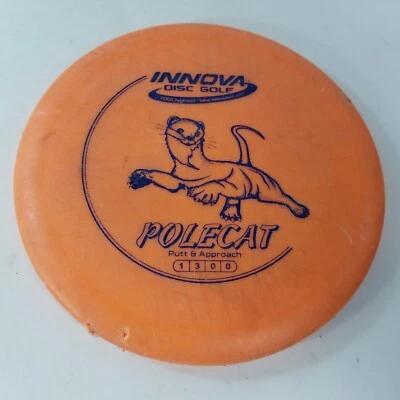 INNOVA
DISC GOLF
POLECAT
Putt & Approach
1 3 0 0